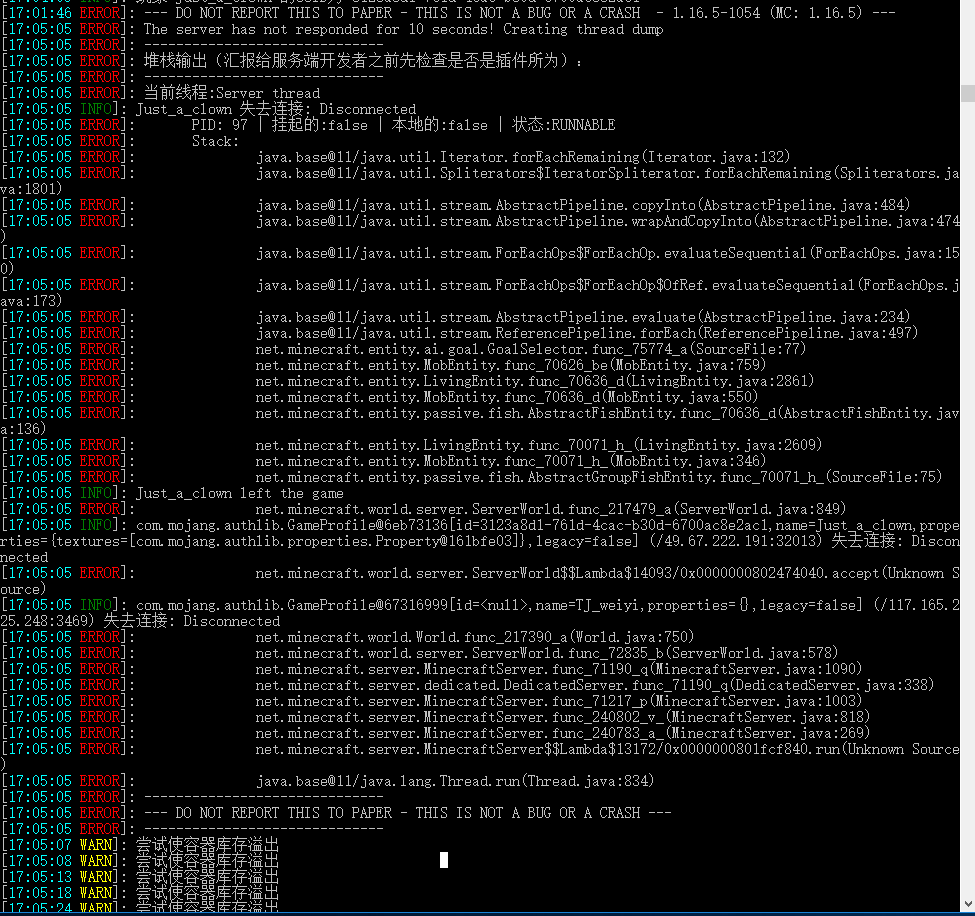 [17:01:46 ERROR]: --- DO NOT REPORT THIS TO PAPER - THIS IS NOT A BUG OR A CRASH  - 1.16.5-1054 (MC: 1.16.5) ---
[17:05:05 ERROR]: The server has not responded for 10 seconds! Creating thread dump
[17:05:05 ERROR]: ------------------------------
[17:05:05 ERROR]: 堆栈输出（汇报给服务端开发者之前先检查是否是插件所为）:
[17:05:05 ERROR]: ------------------------------
[17:05:05 ERROR]: 当前线程:Server thread
[17:05:05 INFO]: Just_a_clown 失去连接: Disconnected
[17:05:05 ERROR]:       PID: 97 | 挂起的:false | 本地的:false | 状态:RUNNABLE
[17:05:05 ERROR]:       Stack:
[17:05:05 ERROR]:               java.base@11/java.util.Iterator.forEachRemaining(Iterator.java:132)
[17:05:05 ERROR]:               java.base@11/java.util.Spliterators$IteratorSpliterator.forEachRemaining(Spliterators.ja
va:1801)
[17:05:05 ERROR]:               java.base@11/java.util.stream.AbstractPipeline.copyInto(AbstractPipeline.java:484)
[17:05:05 ERROR]:               java.base@11/java.util.stream.AbstractPipeline.wrapAndCopyInto(AbstractPipeline.java:474
)
[17:05:05 ERROR]:               java.base@11/java.util.stream.ForEachOps$ForEachOp.evaluateSequential(ForEachOps.java:15
0)
[17:05:05 ERROR]:               java.base@11/java.util.stream.ForEachOps$ForEachOp$OfRef.evaluateSequential(ForEachOps.j
ava:173)
[17:05:05 ERROR]:               java.base@11/java.util.stream.AbstractPipeline.evaluate(AbstractPipeline.java:234)
[17:05:05 ERROR]:               java.base@11/java.util.stream.ReferencePipeline.forEach(ReferencePipeline.java:497)
[17:05:05 ERROR]:               net.minecraft.entity.ai.goal.GoalSelector.func_75774_a(SourceFile:77)
[17:05:05 ERROR]:               net.minecraft.entity.MobEntity.func_70626_be(MobEntity.java:759)
[17:05:05 ERROR]:               net.minecraft.entity.LivingEntity.func_70636_d(LivingEntity.java:2861)
[17:05:05 ERROR]:               net.minecraft.entity.MobEntity.func_70636_d(MobEntity.java:550)
[17:05:05 ERROR]:               net.minecraft.entity.passive.fish.AbstractFishEntity.func_70636_d(AbstractFishEntity.jav
a:136)
[17:05:05 ERROR]:               net.minecraft.entity.LivingEntity.func_70071_h_(LivingEntity.java:2609)
[17:05:05 ERROR]:               net.minecraft.entity.MobEntity.func_70071_h_(MobEntity.java:346)
[17:05:05 ERROR]:               net.minecraft.entity.passive.fish.AbstractGroupFishEntity.func_70071_h_(SourceFile:75)
[17:05:05 INFO]: Just_a_clown left the game
[17:05:05 ERROR]:               net.minecraft.world.server.ServerWorld.func_217479_a(ServerWorld.java:849)
[17:05:05 INFO]: com.mojang.authlib.GameProfile@6eb73136[id=3123a8d1-761d-4cac-b30d-6700ac8e2ac1,name=Just_a_clown,prope
rties={textures=[com.mojang.authlib.properties.Property@161bfe03]},legacy=false] (/49.67.222.191:32013) 失去连接: Discon
nected
[17:05:05 ERROR]:               net.minecraft.world.server.ServerWorld$$Lambda$14093/0x0000000802474040.accept(Unknown S
ource)
[17:05:05 INFO]: com.mojang.authlib.GameProfile@67316999[id=<null>,name=TJ_weiyi,properties={},legacy=false] (/117.165.2
25.248:3469) 失去连接: Disconnected
[17:05:05 ERROR]:               net.minecraft.world.World.func_217390_a(World.java:750)
[17:05:05 ERROR]:               net.minecraft.world.server.ServerWorld.func_72835_b(ServerWorld.java:578)
[17:05:05 ERROR]:               net.minecraft.server.MinecraftServer.func_71190_q(MinecraftServer.java:1090)
[17:05:05 ERROR]:               net.minecraft.server.dedicated.DedicatedServer.func_71190_q(DedicatedServer.java:338)
[17:05:05 ERROR]:               net.minecraft.server.MinecraftServer.func_71217_p(MinecraftServer.java:1003)
[17:05:05 ERROR]:               net.minecraft.server.MinecraftServer.func_240802_v_(MinecraftServer.java:818)
[17:05:05 ERROR]:               net.minecraft.server.MinecraftServer.func_240783_a_(MinecraftServer.java:269)
[17:05:05 ERROR]:               net.minecraft.server.MinecraftServer$$Lambda$13172/0x0000000801fcf840.run(Unknown Source
)
[17:05:05 ERROR]:               java.base@11/java.lang.Thread.run(Thread.java:834)
[17:05:05 ERROR]: ------------------------------
[17:05:05 ERROR]: --- DO NOT REPORT THIS TO PAPER - THIS IS NOT A BUG OR A CRASH ---
[17:05:05 ERROR]: ------------------------------
[17:05:07 WARN]: 尝试使容器库存溢出
[17:05:08 WARN]: 尝试使容器库存溢出
[17:05:13 WARN]: 尝试使容器库存溢出
[17:05:18 WARN]: 尝试使容器库存溢出
[17:05:24 WARN]: 尝试使容器库存溢出